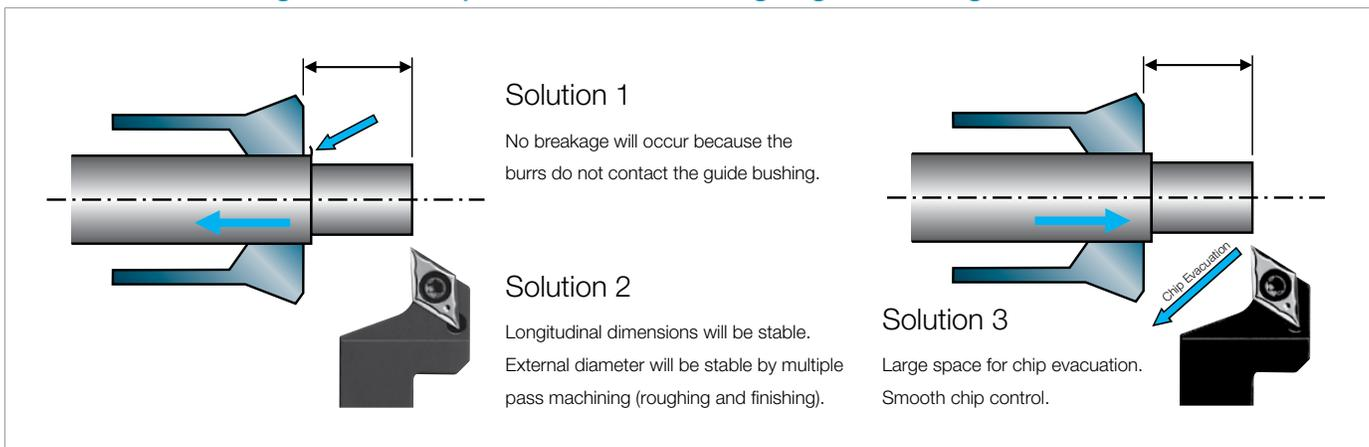 Solution 1
No breakage will occur because the
burrs do not contact the guide bushing.
Solution 2
Longitudinal dimensions will be stable.
External diameter will be stable by multiple
pass machining (roughing and finishing).
Chip Evacuation
Solution 3
Large space for chip evacuation.
Smooth chip control.